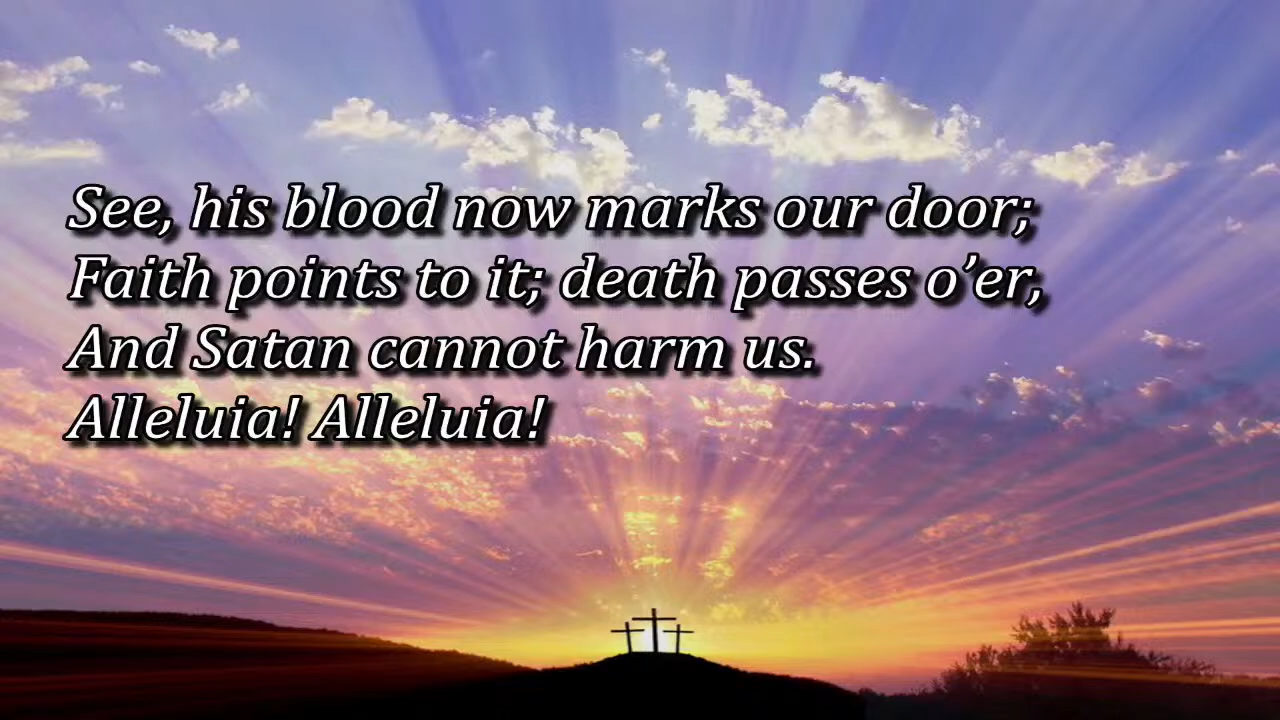 See, his blood now marks our door;
Faith points to it; death passes o’er,
And Satan cannot harm us.
Alleluia! Alleluia!